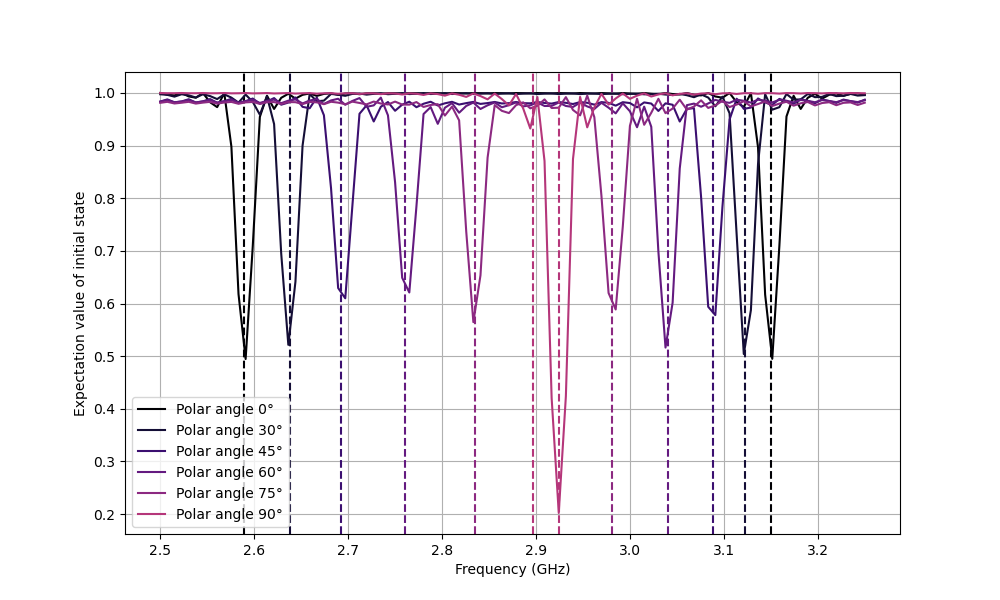 1.0
0.9
0.8
0.7
0.6
0.5
0.4
0.3
0.2
Expectation value of initial state
Polar angle 0°
Polar angle 30°
Polar angle 45°
Polar angle 60°
Polar angle 75°
Polar angle 90°
2.5 2.6 2.7 2.8 2.9 3.0 3.1 3.2
Frequency (GHz)